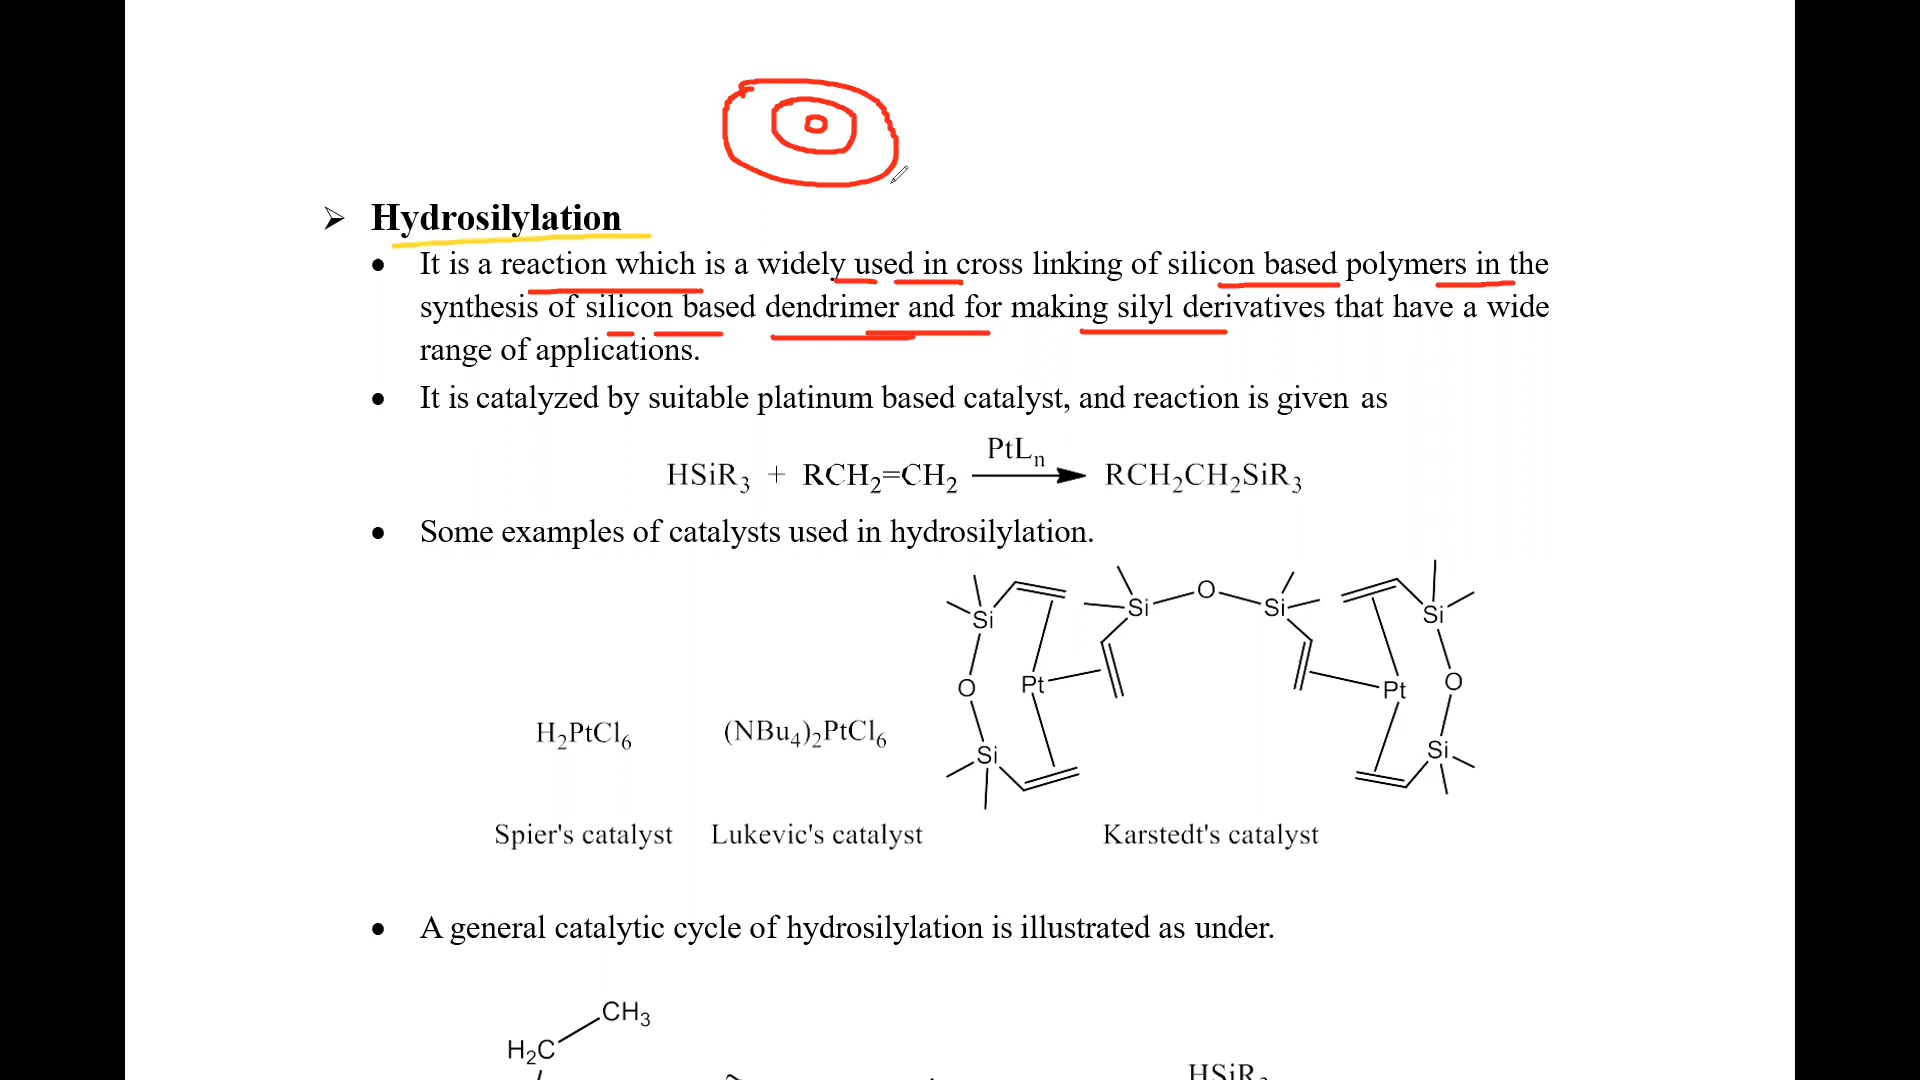 ➢ Hydrosilylation
• It is a reaction which is a widely used in cross linking of silicon based polymers in the
synthesis of silicon based dendrimer and for making silyl derivatives that have a wide
range of applications.
• It is catalyzed by suitable platinum based catalyst, and reaction is given as
PtLn
HSiR3 + RCH2=CH2 → RCH2CH2SiR3
• Some examples of catalysts used in hydrosilylation.
Si Si O Si Si
O Pt Pt O
Si Si
H2PtCl6 (NBu4)2PtCl6
Spier's catalyst Lukevic's catalyst Karstedt's catalyst
• A general catalytic cycle of hydrosilylation is illustrated as under.
CH3
H2C
HSiR3